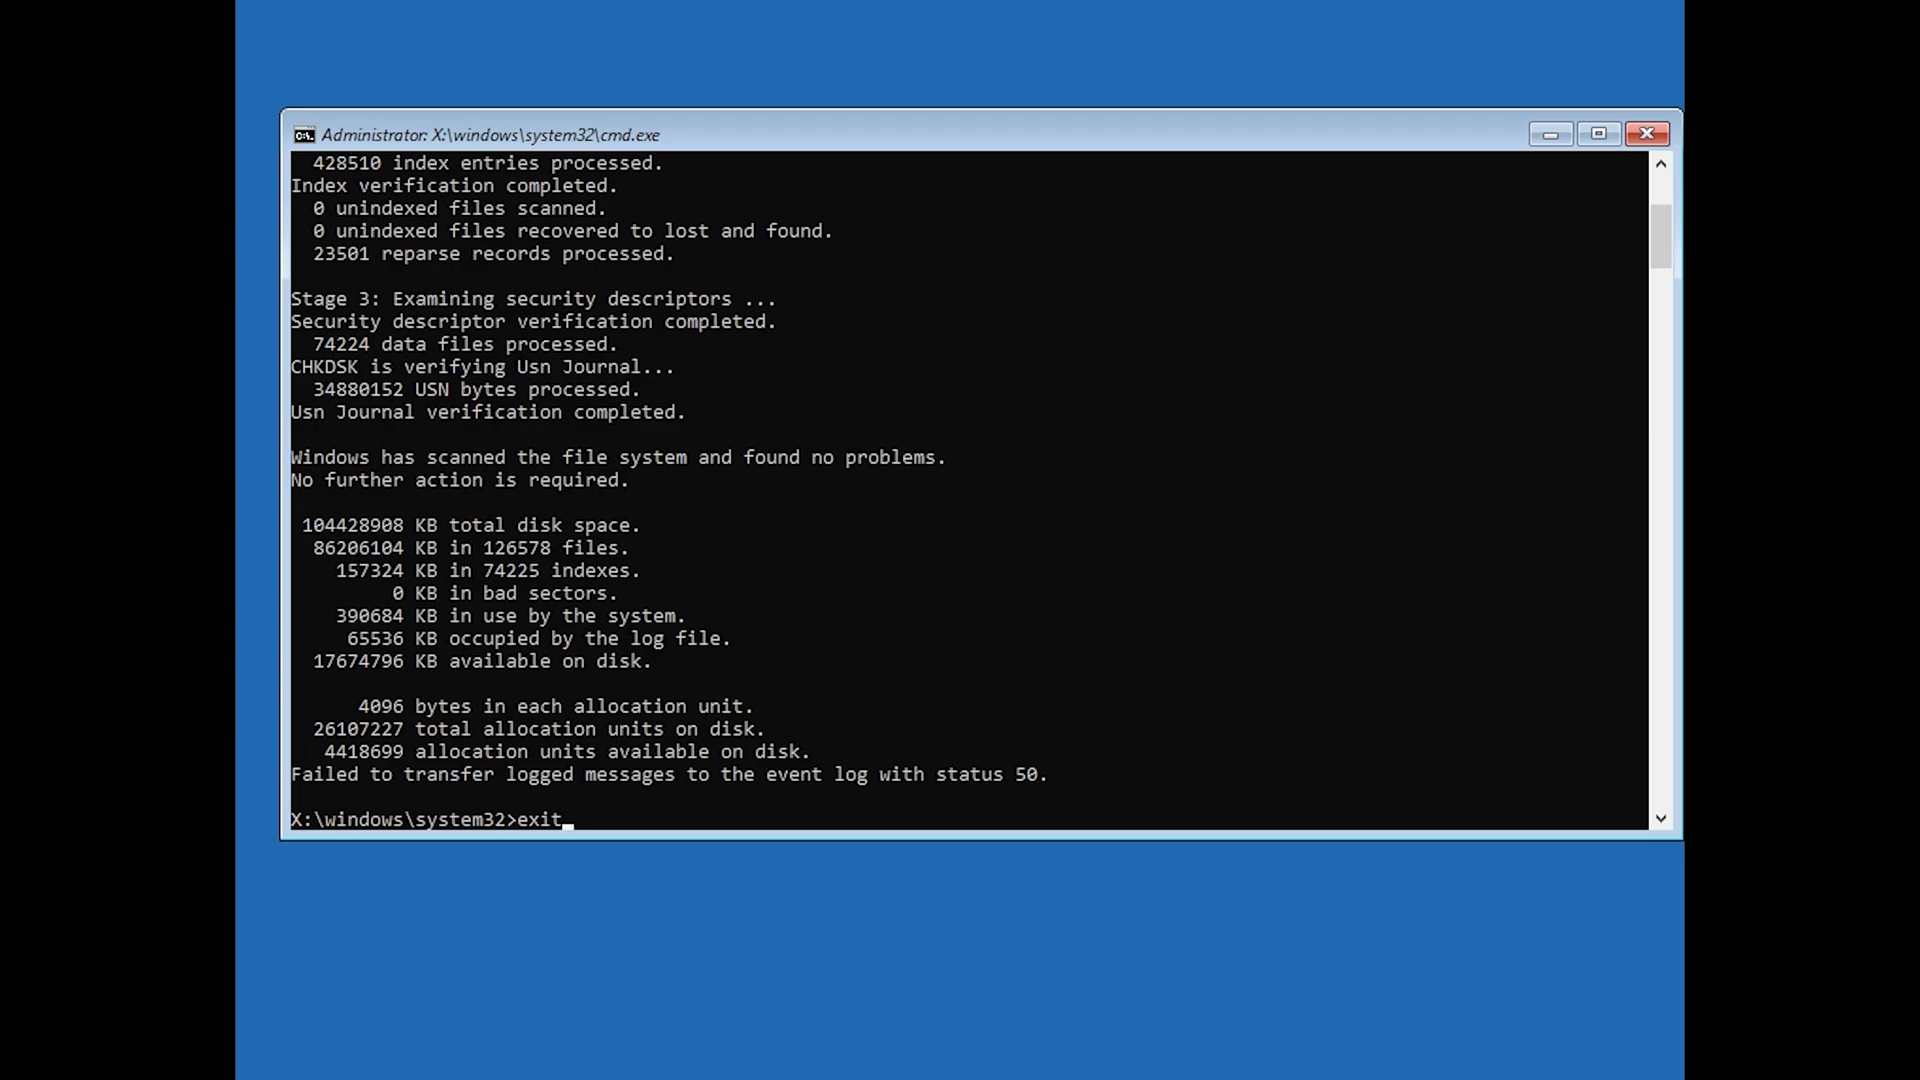 Administrator: X:\windows\system32\cmd.exe
428510 index entries processed.
Index verification completed.
0 unindexed files scanned.
0 unindexed files recovered to lost and found.
23501 reparse records processed.
Stage 3: Examining security descriptors ...
Security descriptor verification completed.
74224 data files processed.
CHKDSK is verifying Usn Journal...
34880152 USN bytes processed.
Usn Journal verification completed.
Windows has scanned the file system and found no problems.
No further action is required.
104428908 KB total disk space.
86206104 KB in 126578 files.
157324 KB in 74225 indexes.
0 KB in bad sectors.
390684 KB in use by the system.
65536 KB occupied by the log file.
17674796 KB available on disk.
4096 bytes in each allocation unit.
26107227 total allocation units on disk.
4418699 allocation units available on disk.
Failed to transfer logged messages to the event log with status 50.
X:\windows\system32>exit